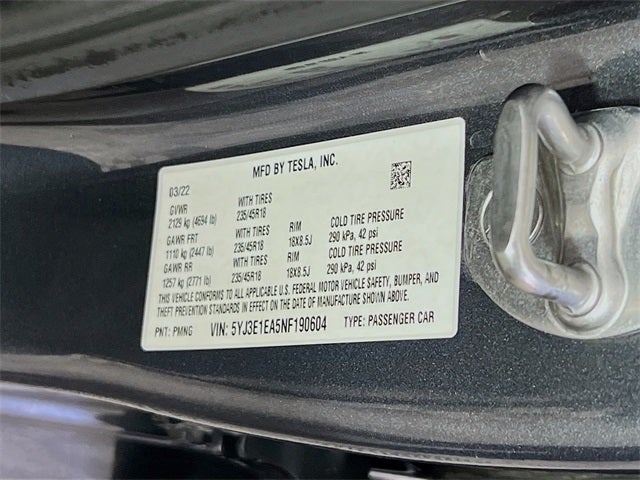 MFD BY TESLA, INC.
03/22
GVWR WITH TIRES
2129 kg (4694 lb) 235/45R18 RIM COLD TIRE PRESSURE
GAWR FRT WITH TIRES 18X8.5J 290 kPa, 42 psi
1110 kg (2447 lb) 235/45R18 RIM COLD TIRE PRESSURE
GAWR RR WITH TIRES 18X8.5J 290 kPa, 42 psi
1257 kg (2771 lb) 235/45R18
THIS VEHICLE CONFORMS TO ALL APPLICABLE U.S. FEDERAL MOTOR VEHICLE SAFETY, BUMPER, AND
THEFT PREVENTION STANDARDS IN EFFECT ON THE DATE OF MANUFACTURE SHOWN ABOVE.
PNT: PMNG VIN: 5YJ3E1EA5NF190604 TYPE: PASSENGER CAR